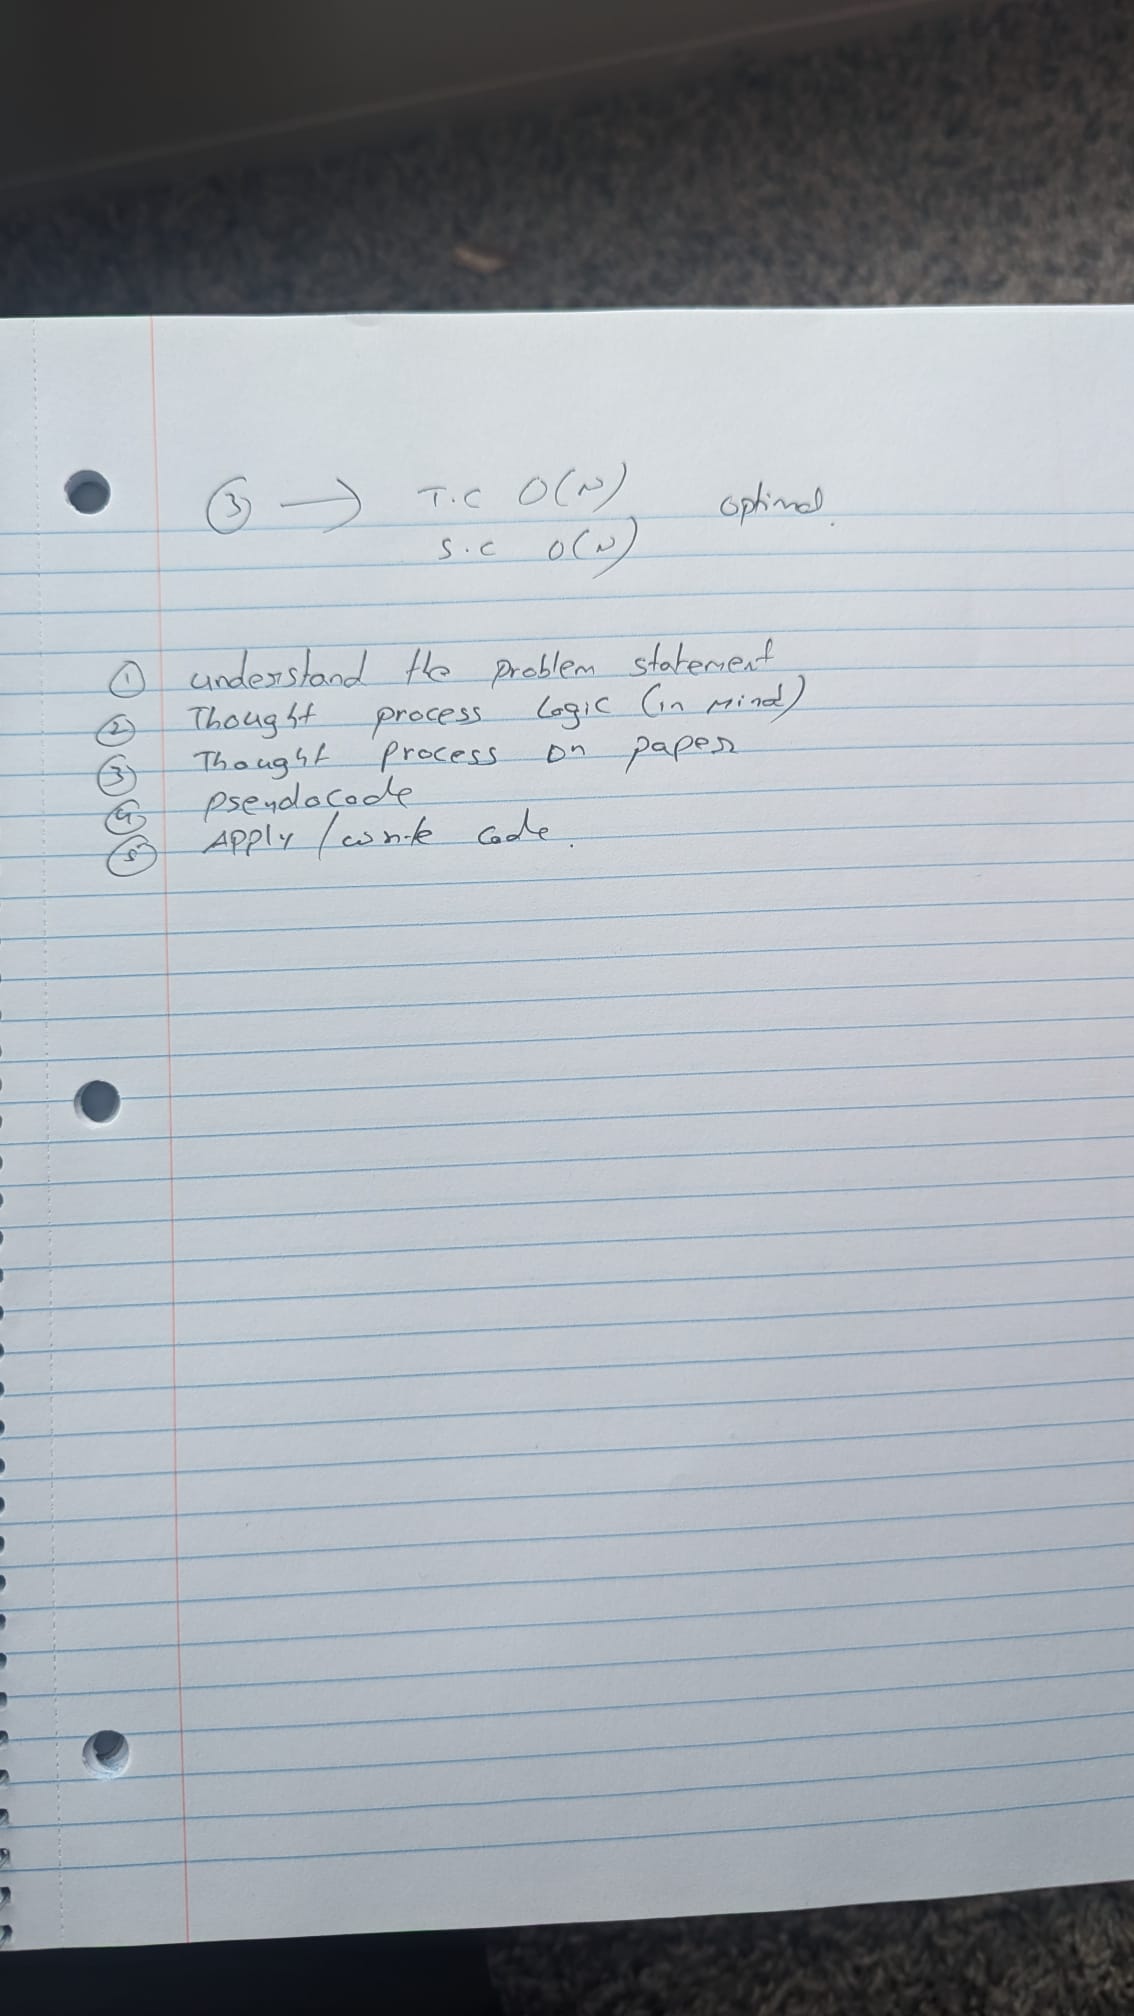 ③ → T.C O(N) optimal.
S.C O(N)
① understand the problem statement
② Thought process logic (in Mind)
③ Thought process on paper
④ pseudocode
⑤ Apply / write code.